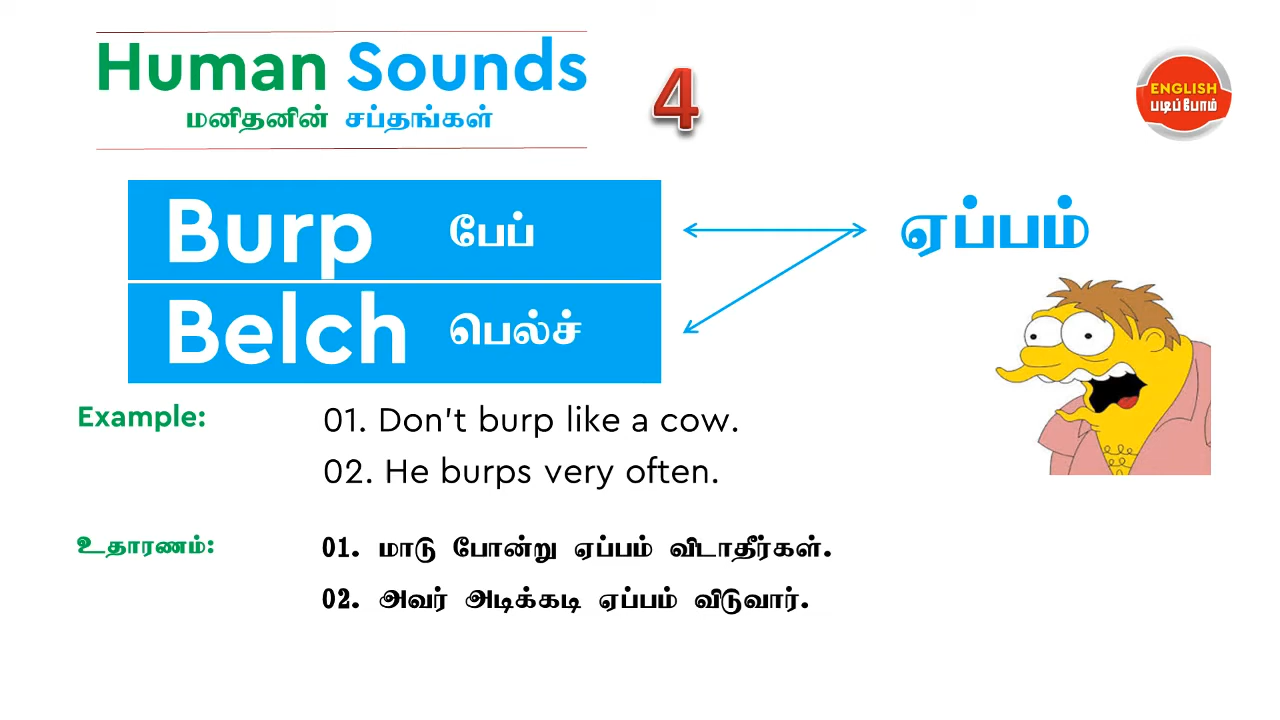 Human Sounds
மனிதனின் சப்தங்கள்
4
ENGLISH
படிப்போம்
Burp பேப் ஏப்பம்
Belch பெல்ச்
Example: 01. Don't burp like a cow.
02. He burps very often.
உதாரணம்: 01. மாடு போன்று ஏப்பம் விடாதீர்கள்.
02. அவர் அடிக்கடி ஏப்பம் விடுவார்.